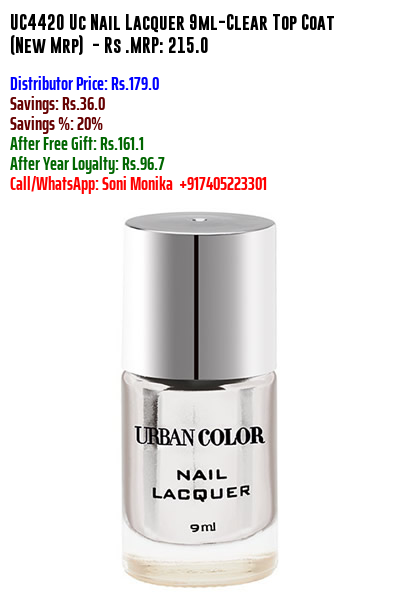 UC4420 Uc Nail Lacquer 9ml-Clear Top Coat
(New Mrp) - Rs .MRP: 215.0
Distributor Price: Rs.179.0
Savings: Rs.36.0
Savings %: 20%
After Free Gift: Rs.161.1
After Year Loyalty: Rs.96.7
Call/WhatsApp: Soni Monika +917405223301
URBAN COLOR
NAIL
LACQUER
9ml